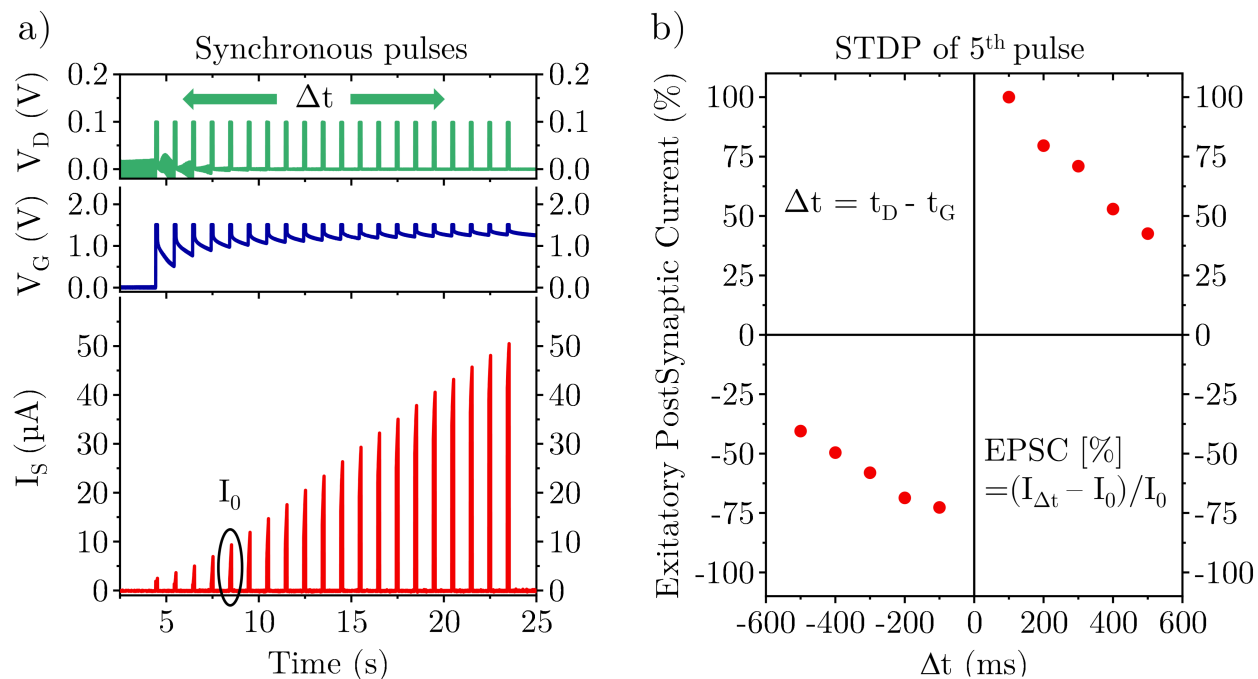 a)
Synchronous pulses
V_D (V)
0.2
0.1
0.0
0.2
0.1
0.0
Δt
V_G (V)
2.0
1.0
0.0
2.0
1.0
0.0
I_S (µA)
50
40
30
20
10
0
50
40
30
20
10
0
I_0
5 10 15 20 25
Time (s)
b)
STDP of 5th pulse
Exitatory PostSynaptic Current (%)
100
75
50
25
0
-25
-50
-75
-100
100
75
50
25
0
-25
-50
-75
-100
Δt = t_D - t_G
EPSC [%]
=(I_Δt – I_0)/I_0
-600 -400 -200 0 200 400 600
Δt (ms)